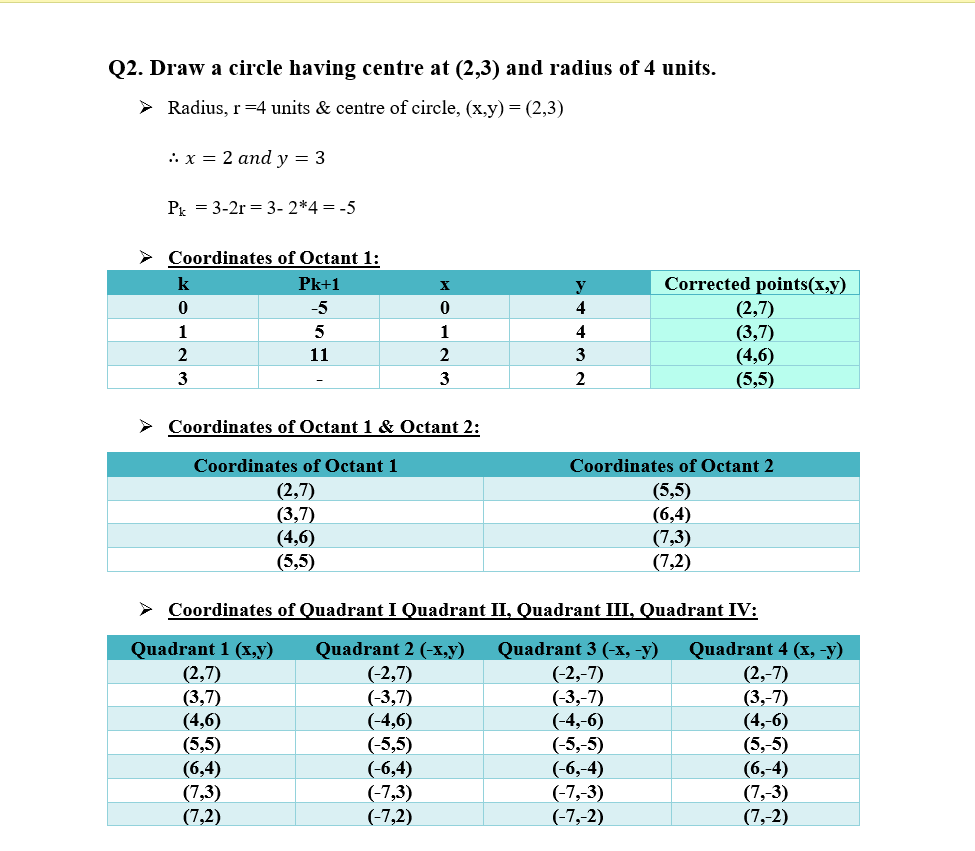 Q2. Draw a circle having centre at (2,3) and radius of 4 units.
➢ Radius, r =4 units & centre of circle, (x,y) = (2,3)
∴ x = 2 and y = 3
Pk = 3-2r = 3- 2*4 = -5
➢ Coordinates of Octant 1:
k Pk+1 x y Corrected points(x,y)
0 -5 0 4 (2,7)
1 5 1 4 (3,7)
2 11 2 3 (4,6)
3 - 3 2 (5,5)
➢ Coordinates of Octant 1 & Octant 2:
Coordinates of Octant 1 Coordinates of Octant 2
(2,7) (5,5)
(3,7) (6,4)
(4,6) (7,3)
(5,5) (7,2)
➢ Coordinates of Quadrant I Quadrant II, Quadrant III, Quadrant IV:
Quadrant 1 (x,y) Quadrant 2 (-x,y) Quadrant 3 (-x, -y) Quadrant 4 (x, -y)
(2,7) (-2,7) (-2,-7) (2,-7)
(3,7) (-3,7) (-3,-7) (3,-7)
(4,6) (-4,6) (-4,-6) (4,-6)
(5,5) (-5,5) (-5,-5) (5,-5)
(6,4) (-6,4) (-6,-4) (6,-4)
(7,3) (-7,3) (-7,-3) (7,-3)
(7,2) (-7,2) (-7,-2) (7,-2)